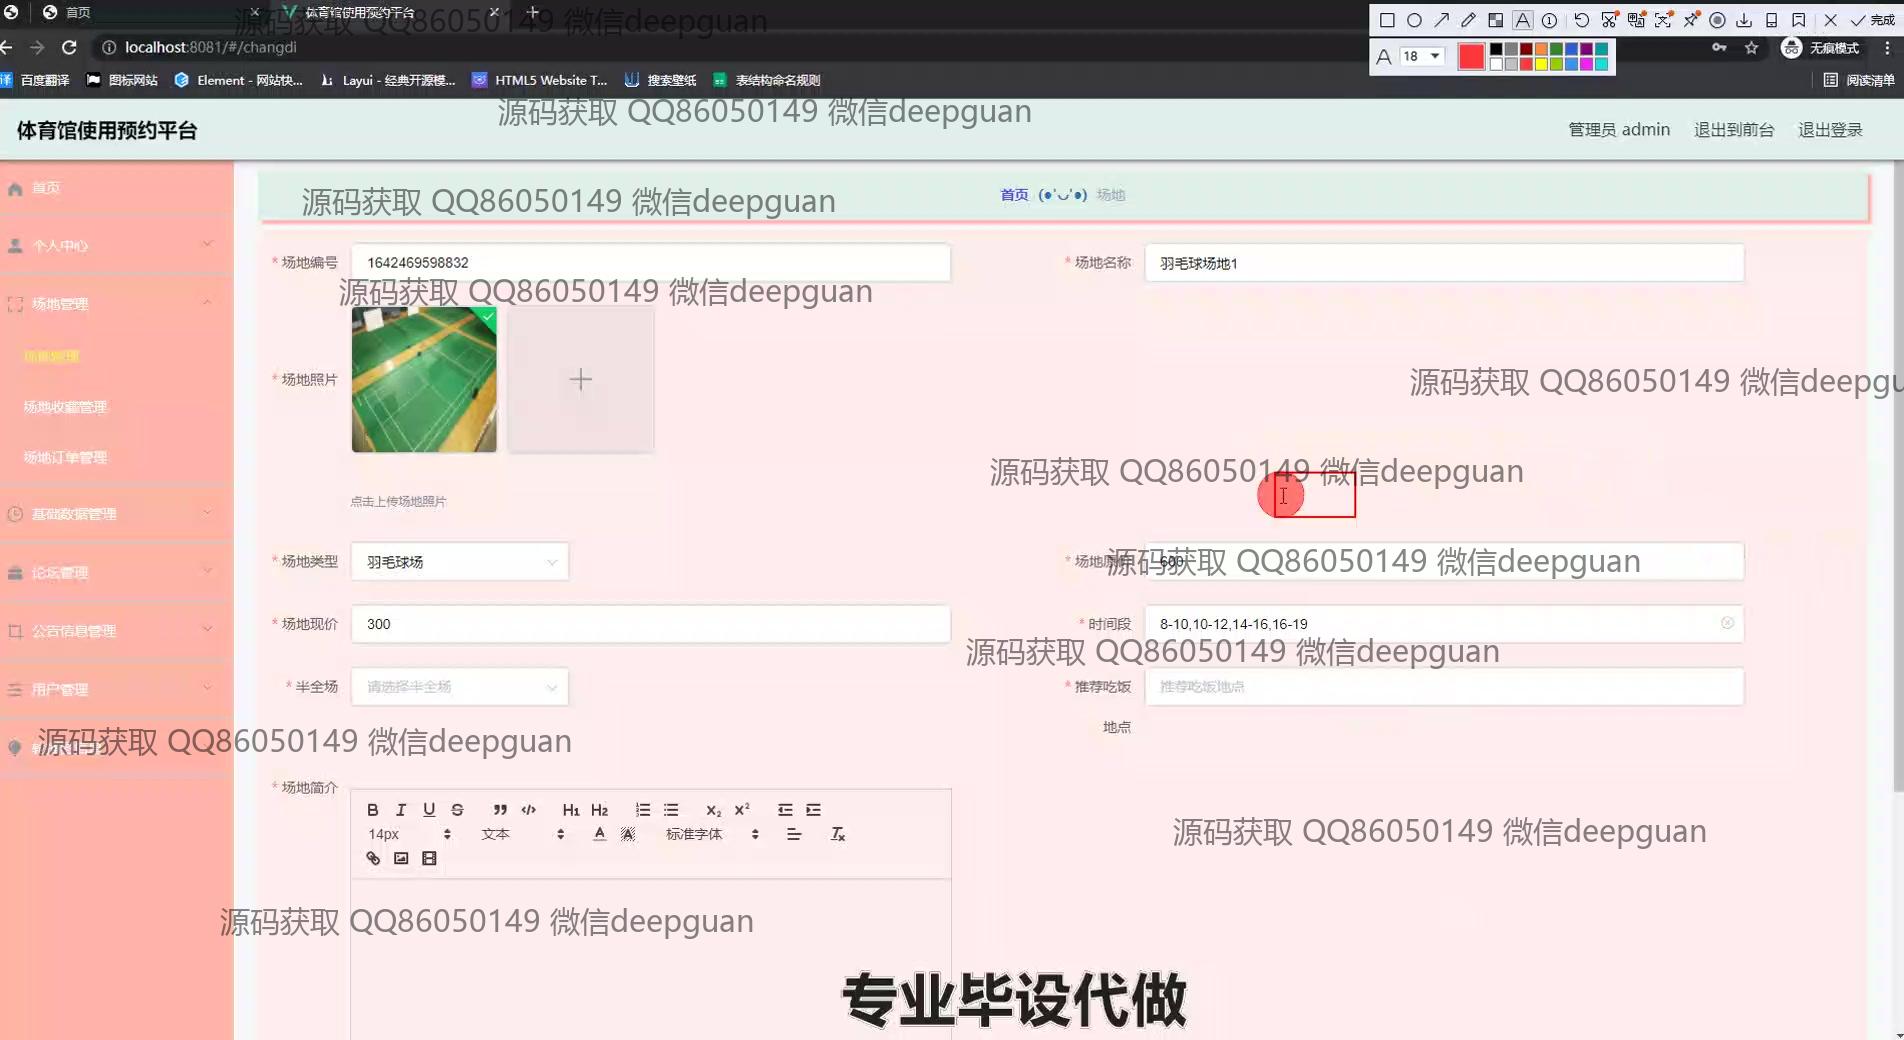 首页
体育馆使用预约平台
源码获取 QQ86050149 微信deepguan
完成
localhost:8081/#/changdi
A 18
无痕模式
译 百度翻译 图标网站 Element - 网站快... Layui - 经典开源模... HTML5 Website T... 搜索壁纸 表结构命名规则
阅读清单
源码获取 QQ86050149 微信deepguan
体育馆使用预约平台
管理员 admin 退出到前台 退出登录
首页
源码获取 QQ86050149 微信deepguan
首页 (●'◡'●) 场地
个人中心
* 场地编号 1642469598832
* 场地名称 羽毛球场地1
源码获取 QQ86050149 微信deepguan
场地管理
场地管理
* 场地照片
源码获取 QQ86050149 微信deepgu
场地收藏管理
场地订单管理
源码获取 QQ86050149 微信deepguan
点击上传场地照片
基础数据管理
* 场地类型 羽毛球场
* 场地原价 600
源码获取 QQ86050149 微信deepguan
论坛管理
* 场地现价 300
* 时间段 8-10,10-12,14-16,16-19
公告信息管理
源码获取 QQ86050149 微信deepguan
用户管理
* 半全场 请选择半全场
* 推荐吃饭地点 推荐吃饭地点
源码获取 QQ86050149 微信deepguan
* 场地简介
B I U S ” </> H1 H2 X₂ X²
14px 文本 A A 标准字体 Tx
源码获取 QQ86050149 微信deepguan
源码获取 QQ86050149 微信deepguan
专业毕设代做